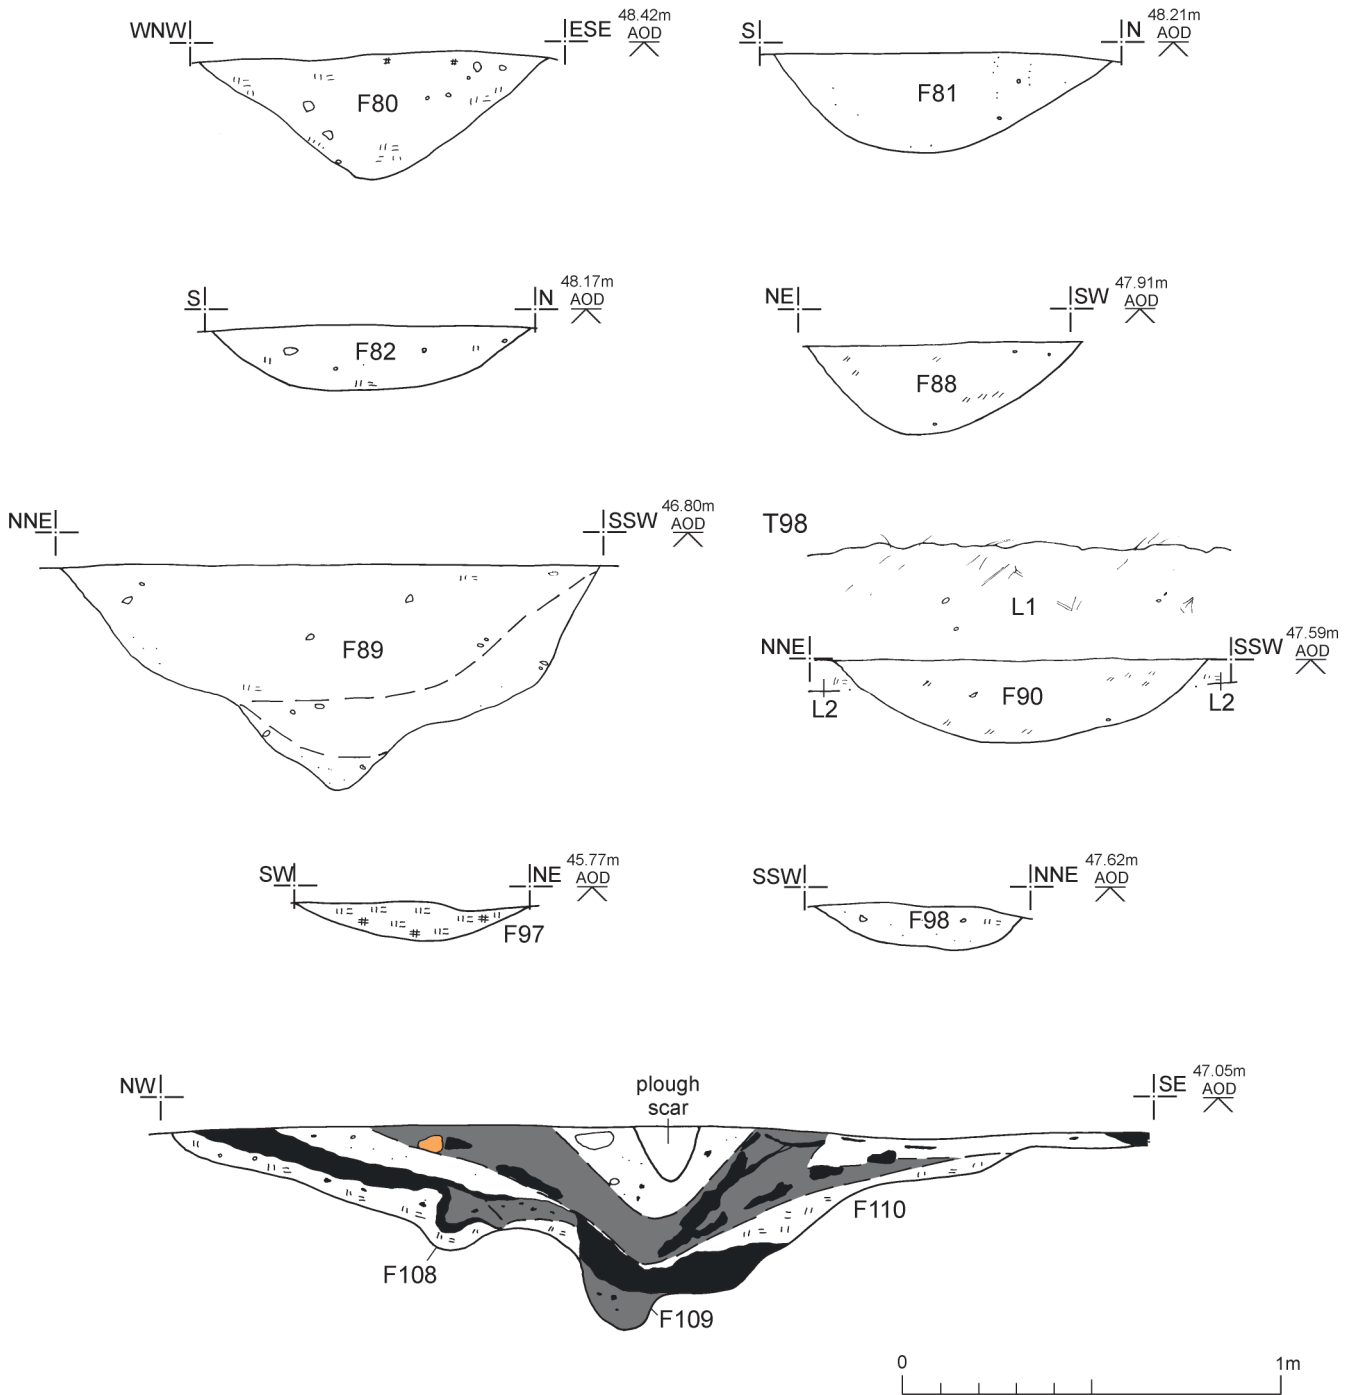 WNW ESE 48.42m
AOD
F80
S N 48.21m
AOD
F81
S N 48.17m
AOD
F82
NE SW 47.91m
AOD
F88
NNE SSW 46.80m
AOD
F89
T98
L1
NNE SSW 47.59m
AOD
L2 F90 L2
SW NE 45.77m
AOD
F97
SSW NNE 47.62m
AOD
F98
NW SE 47.05m
AOD
plough
scar
F110
F108
F109
0 1m